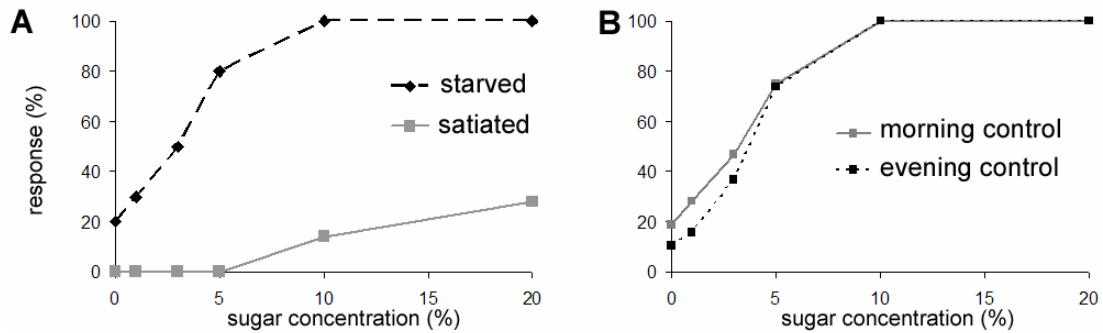 A
response (%)
100
80
60
40
20
0
starved
satiated
0
5
10
15
20
sugar concentration (%)
B
100
80
60
40
20
0
morning control
evening control
0
5
10
15
20
sugar concentration (%)